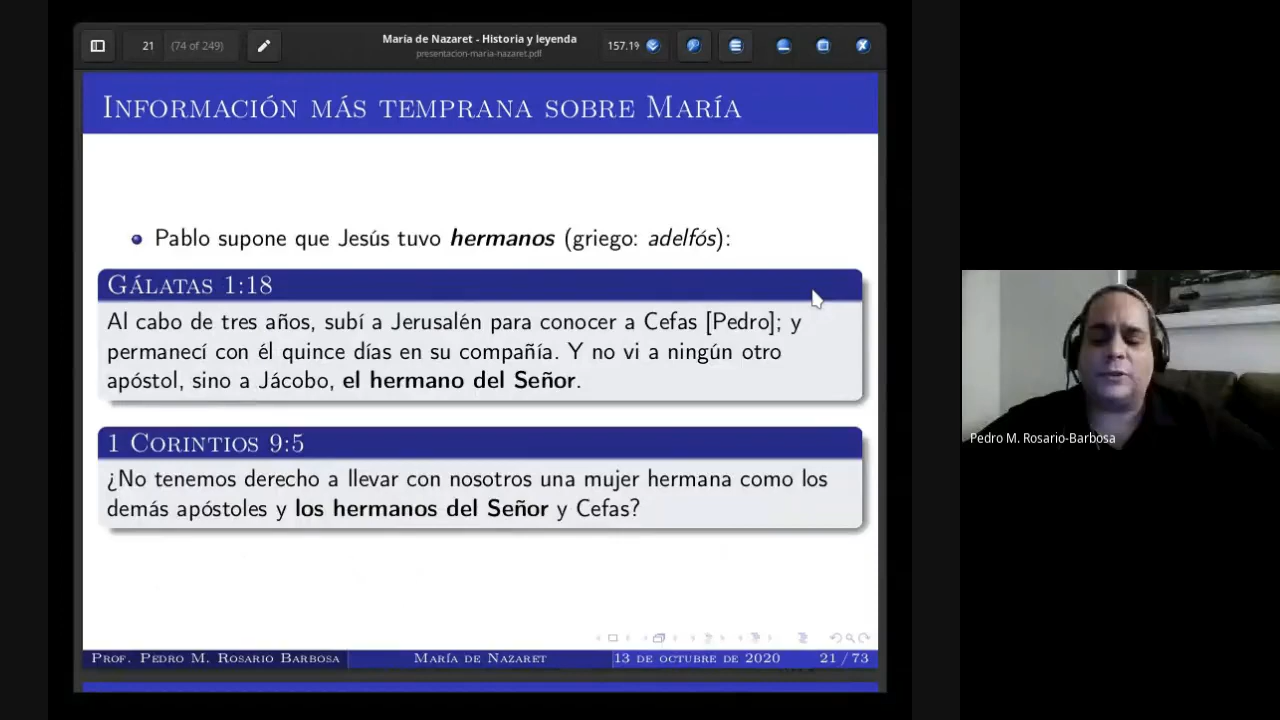 21 (74 of 249)
María de Nazaret - Historia y leyenda
presentacion-maria-nazaret.pdf
157.19
Información más temprana sobre María
Pablo supone que Jesús tuvo hermanos (griego: adelfós):
Gálatas 1:18
Al cabo de tres años, subí a Jerusalén para conocer a Cefas [Pedro]; y
permanecí con él quince días en su compañía. Y no vi a ningún otro
apóstol, sino a Jácobo, el hermano del Señor.
1 Corintios 9:5
¿No tenemos derecho a llevar con nosotros una mujer hermana como los
demás apóstoles y los hermanos del Señor y Cefas?
Prof. Pedro M. Rosario Barbosa María de Nazaret 13 de octubre de 2020 21 / 73
Pedro M. Rosario-Barbosa